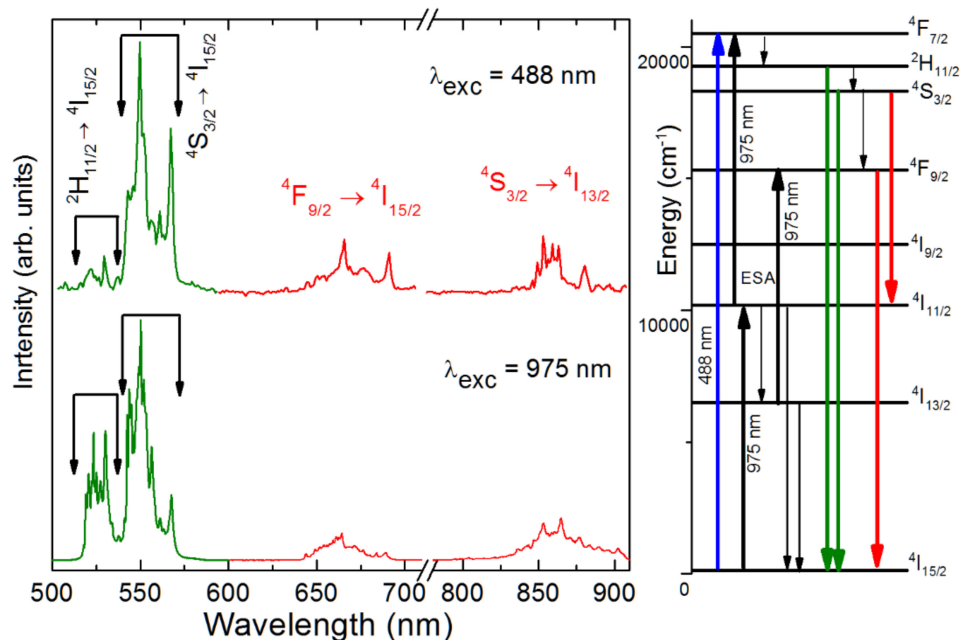 Inrtensity (arb. units)
²H₁₁/₂ → ⁴I₁₅/₂
⁴S₃/₂ → ⁴I₁₅/₂
λexc = 488 nm
⁴F₉/₂ → ⁴I₁₅/₂
⁴S₃/₂ → ⁴I₁₃/₂
λexc = 975 nm
500 550 600 650 700 800 850 900
Wavelength (nm)
Energy (cm⁻¹)
20000
10000
0
⁴F₇/₂
²H₁₁/₂
⁴S₃/₂
⁴F₉/₂
⁴I₉/₂
⁴I₁₁/₂
⁴I₁₃/₂
⁴I₁₅/₂
975 nm
975 nm
ESA
488 nm
975 nm